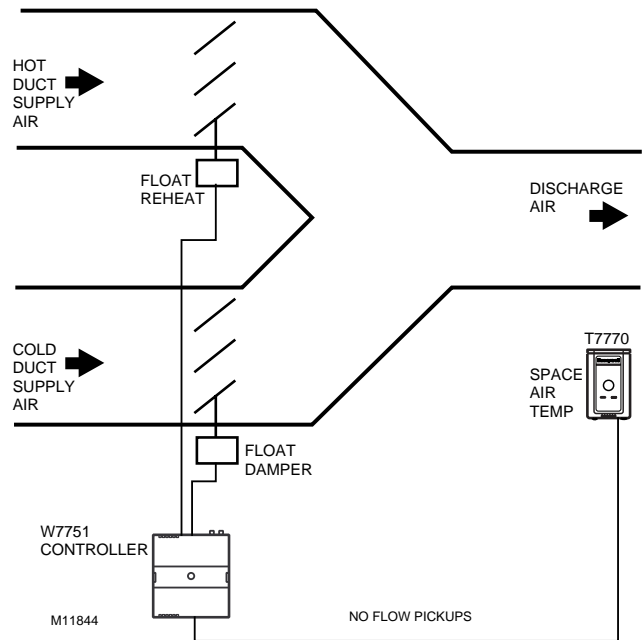 HOT
DUCT
SUPPLY
AIR
FLOAT
REHEAT
DISCHARGE
AIR
COLD
DUCT
SUPPLY
AIR
T7770
SPACE
AIR
TEMP
FLOAT
DAMPER
W7751
CONTROLLER
M11844
NO FLOW PICKUPS